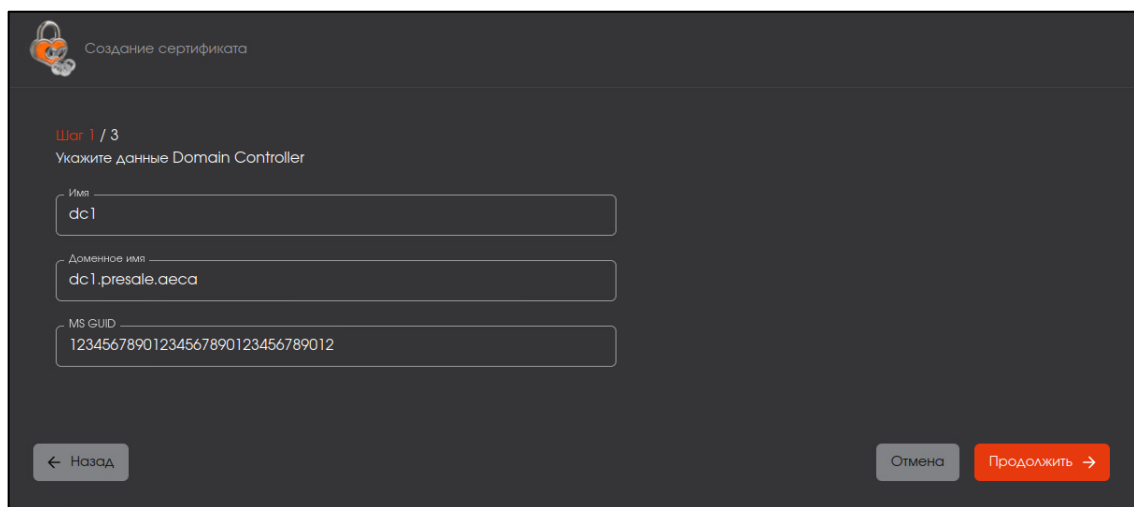 Создание сертификата
Шаг 1 / 3
Укажите данные Domain Controller
Имя
dc1
Доменное имя
dc1.presale.aeca
MS GUID
12345678901234567890123456789012
← Назад
Отмена
Продолжить →